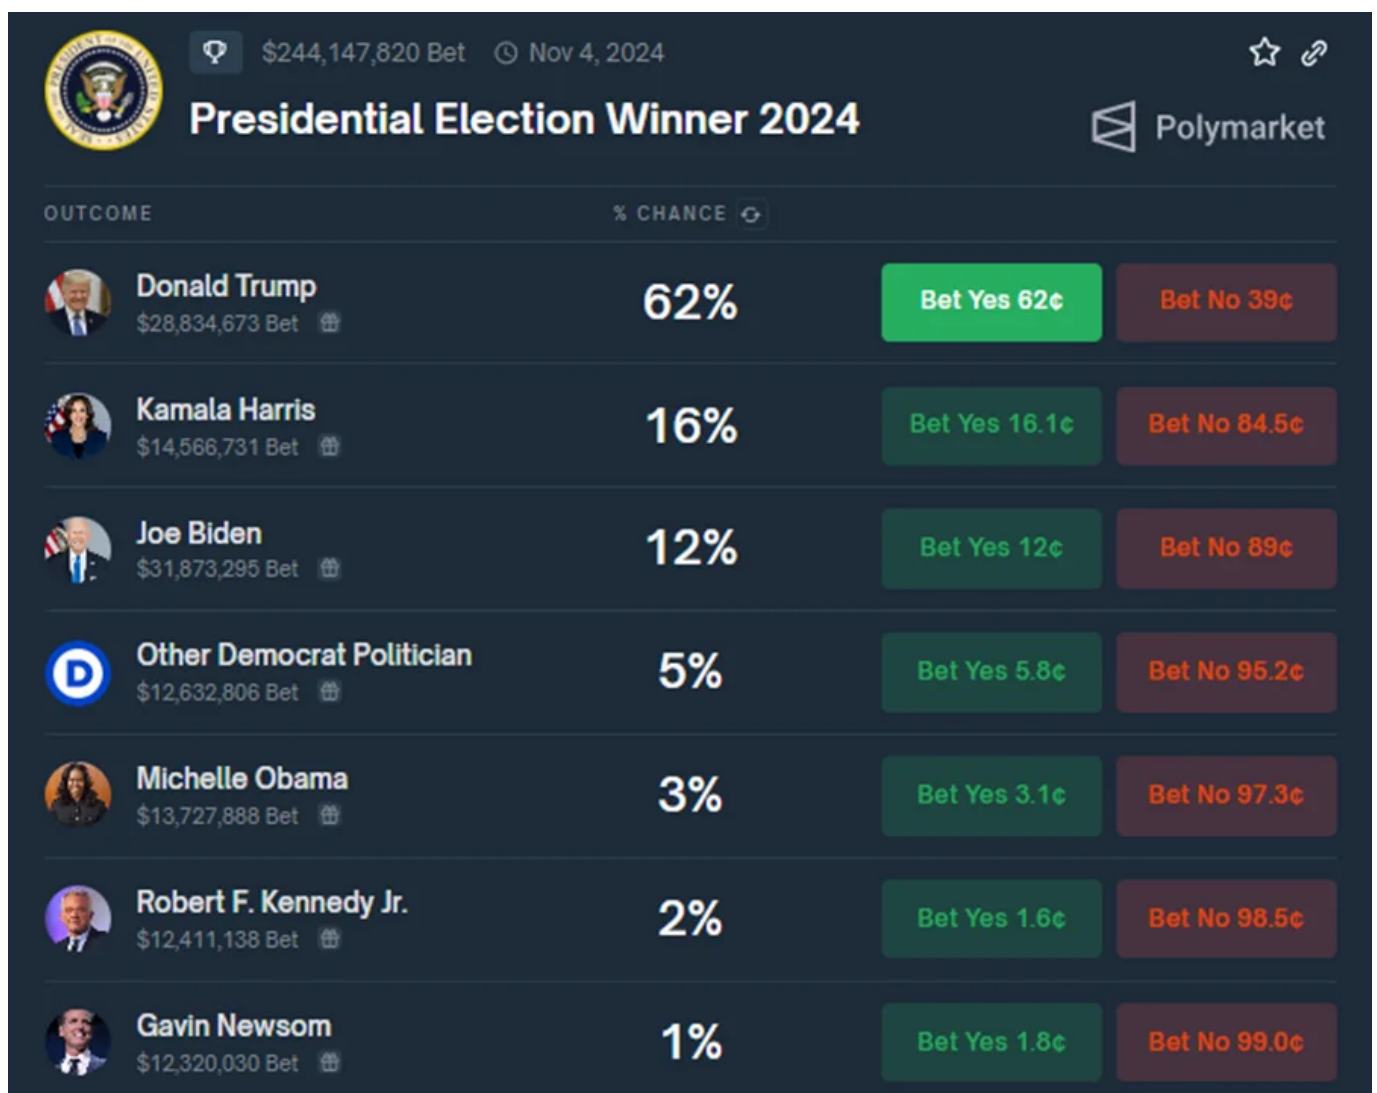 $244,147,820 Bet Nov 4, 2024
Presidential Election Winner 2024
Polymarket
OUTCOME % CHANCE
Donald Trump
$28,834,673 Bet
62% Bet Yes 62¢ Bet No 39¢
Kamala Harris
$14,566,731 Bet
16% Bet Yes 16.1¢ Bet No 84.5¢
Joe Biden
$31,873,295 Bet
12% Bet Yes 12¢ Bet No 89¢
D
Other Democrat Politician
$12,632,806 Bet
5% Bet Yes 5.8¢ Bet No 95.2¢
Michelle Obama
$13,727,888 Bet
3% Bet Yes 3.1¢ Bet No 97.3¢
Robert F. Kennedy Jr.
$12,411,138 Bet
2% Bet Yes 1.6¢ Bet No 98.5¢
Gavin Newsom
$12,320,030 Bet
1% Bet Yes 1.8¢ Bet No 99.0¢